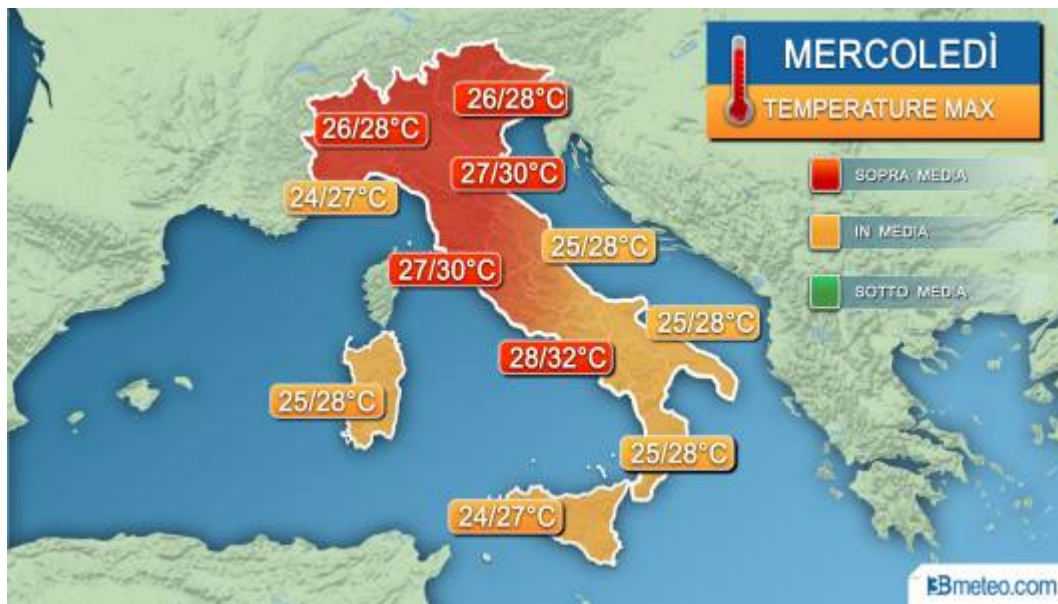 MERCOLEDÌ
TEMPERATURE MAX
26/28°C
26/28°C
27/30°C
SOPRA MEDIA
24/27°C
IN MEDIA
25/28°C
27/30°C
SOTTO MEDIA
25/28°C
28/32°C
25/28°C
25/28°C
24/27°C
3Bmeteo.com